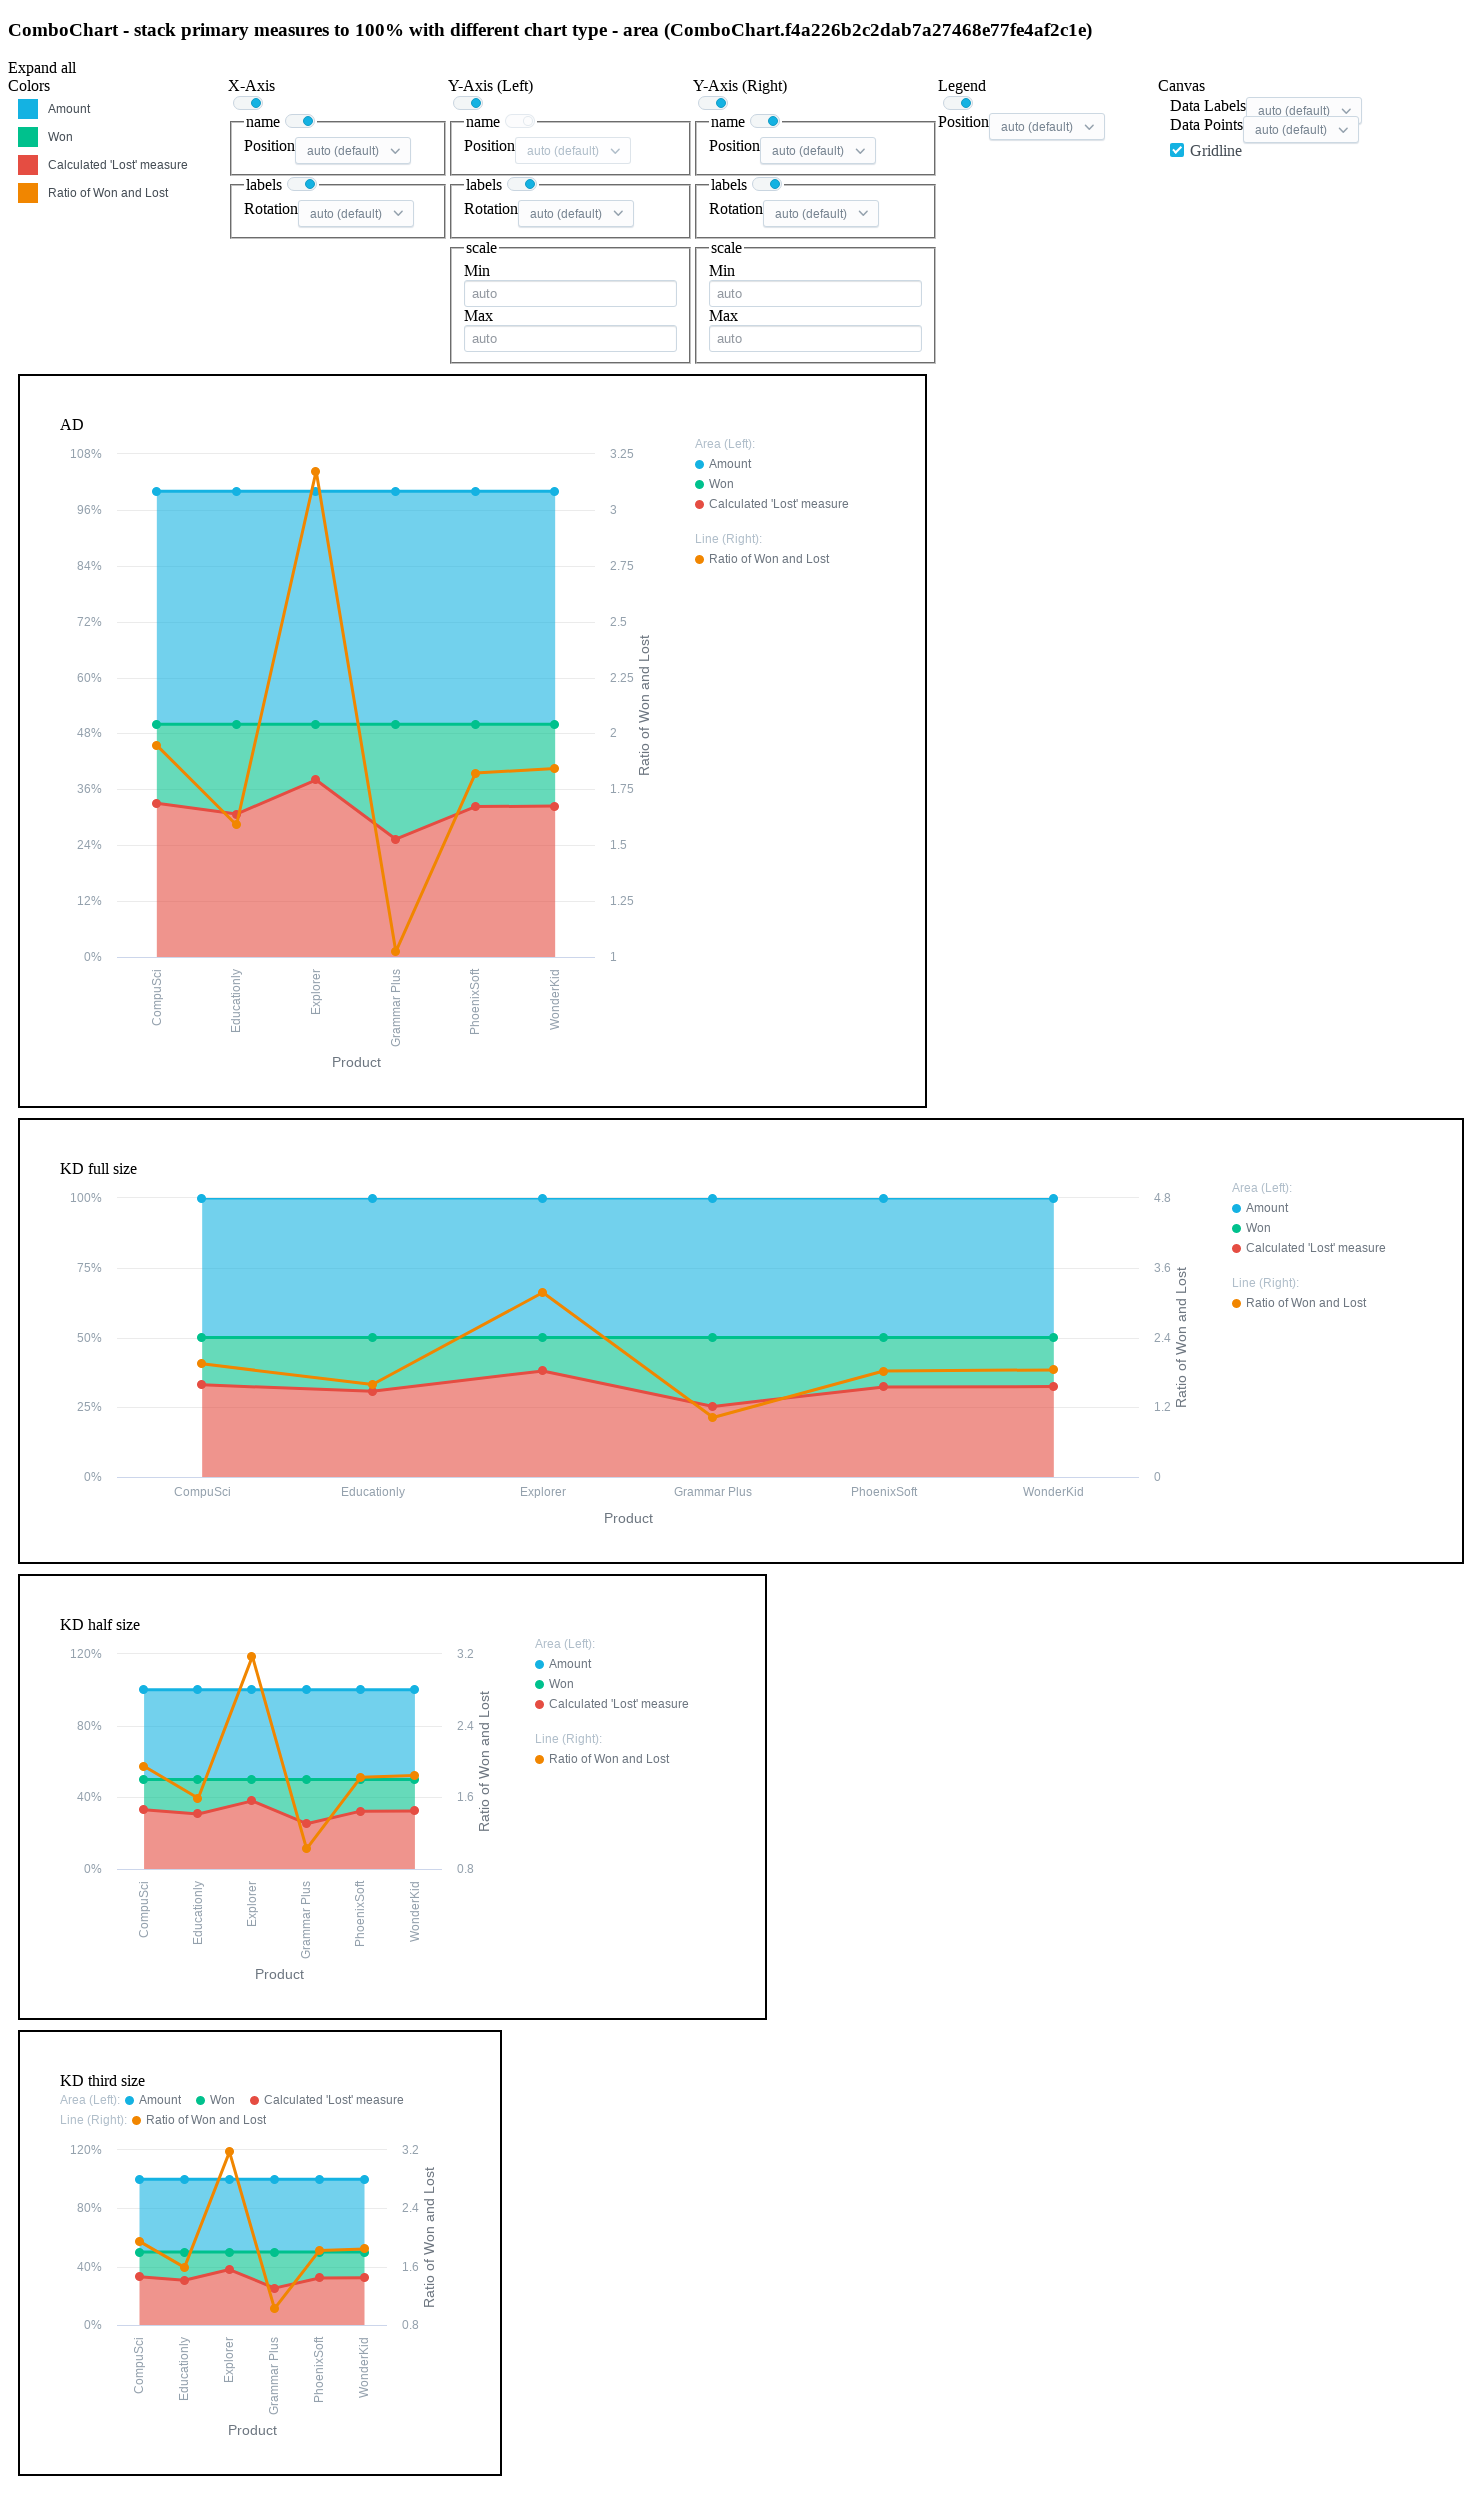 ComboChart - stack primary measures to 100% with different chart type - area (ComboChart.f4a226b2c2dab7a27468e77fe4af2c1e)
Expand all
Colors
Amount
Won
Calculated 'Lost' measure
Ratio of Won and Lost
X-Axis
name
Position auto (default)
labels
Rotation auto (default)
Y-Axis (Left)
name
Position auto (default)
labels
Rotation auto (default)
scale
Min
auto
Max
auto
Y-Axis (Right)
name
Position auto (default)
labels
Rotation auto (default)
scale
Min
auto
Max
auto
Legend
Position auto (default)
Canvas
Data Labels auto (default)
Data Points auto (default)
Gridline
AD
108%
96%
84%
72%
60%
48%
36%
24%
12%
0%
3.25
3
2.75
2.5
2.25
2
1.75
1.5
1.25
1
Ratio of Won and Lost
CompuSci
Educationly
Explorer
Grammar Plus
PhoenixSoft
WonderKid
Product
Area (Left):
Amount
Won
Calculated 'Lost' measure
Line (Right):
Ratio of Won and Lost
KD full size
100%
75%
50%
25%
0%
4.8
3.6
2.4
1.2
0
Ratio of Won and Lost
CompuSci
Educationly
Explorer
Grammar Plus
PhoenixSoft
WonderKid
Product
Area (Left):
Amount
Won
Calculated 'Lost' measure
Line (Right):
Ratio of Won and Lost
KD half size
120%
80%
40%
0%
3.2
2.4
1.6
0.8
Ratio of Won and Lost
CompuSci
Educationly
Explorer
Grammar Plus
PhoenixSoft
WonderKid
Product
Area (Left):
Amount
Won
Calculated 'Lost' measure
Line (Right):
Ratio of Won and Lost
KD third size
Area (Left): Amount Won Calculated 'Lost' measure
Line (Right): Ratio of Won and Lost
120%
80%
40%
0%
3.2
2.4
1.6
0.8
Ratio of Won and Lost
CompuSci
Educationly
Explorer
Grammar Plus
PhoenixSoft
WonderKid
Product